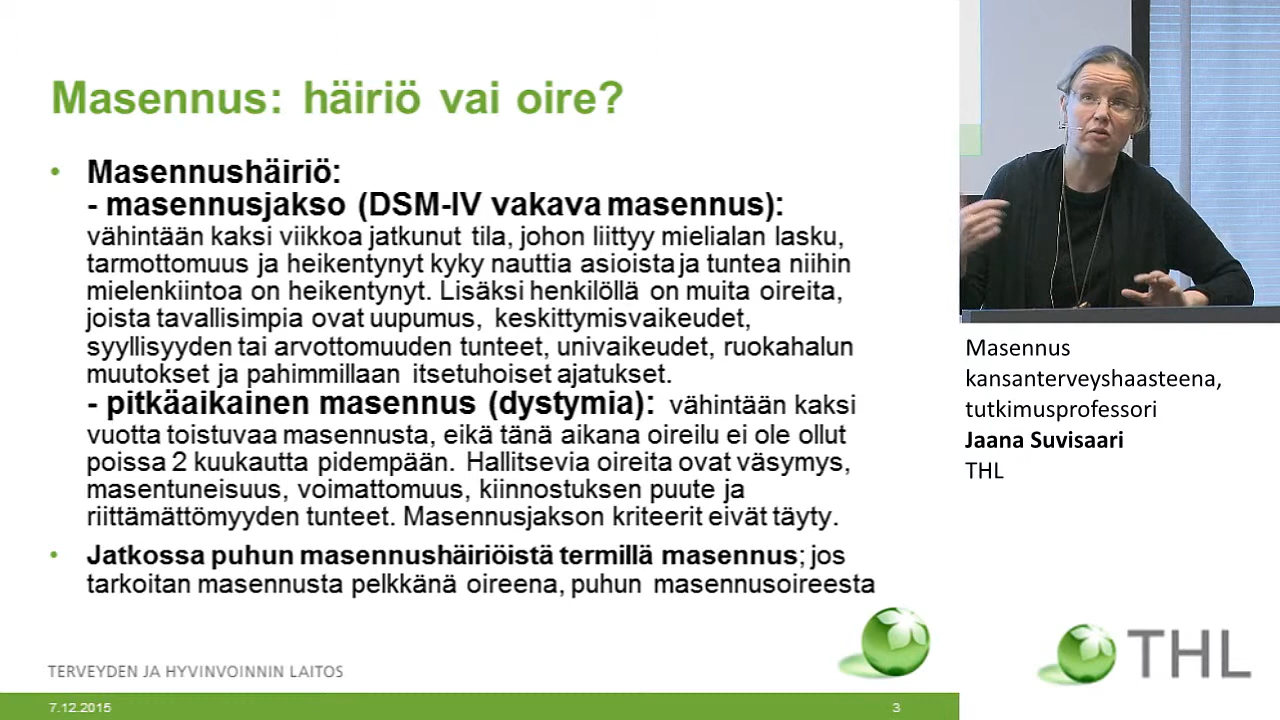 Masennus: häiriö vai oire?
• Masennushäiriö:
- masennusjakso (DSM-IV vakava masennus):
vähintään kaksi viikkoa jatkunut tila, johon liittyy mielialan lasku,
tarmottomuus ja heikentynyt kyky nauttia asioista ja tuntea niihin
mielenkiintoa on heikentynyt. Lisäksi henkilöllä on muita oireita,
joista tavallisimpia ovat uupumus, keskittymisvaikeudet,
syyllisyyden tai arvottomuuden tunteet, univaikeudet, ruokahalun
muutokset ja pahimmillaan itsetuhoiset ajatukset.
- pitkäaikainen masennus (dystymia): vähintään kaksi
vuotta toistuvaa masennusta, eikä tänä aikana oireilu ei ole ollut
poissa 2 kuukautta pidempään. Hallitsevia oireita ovat väsymys,
masentuneisuus, voimattomuus, kiinnostuksen puute ja
riittämättömyyden tunteet. Masennusjakson kriteerit eivät täyty.
• Jatkossa puhun masennushäiriöistä termillä masennus; jos
tarkoitan masennusta pelkkänä oireena, puhun masennusoireesta
TERVEYDEN JA HYVINVOINNIN LAITOS
7.12.2015
3
Masennus
kansanterveyshaasteena,
tutkimusprofessori
Jaana Suvisaari
THL
THL